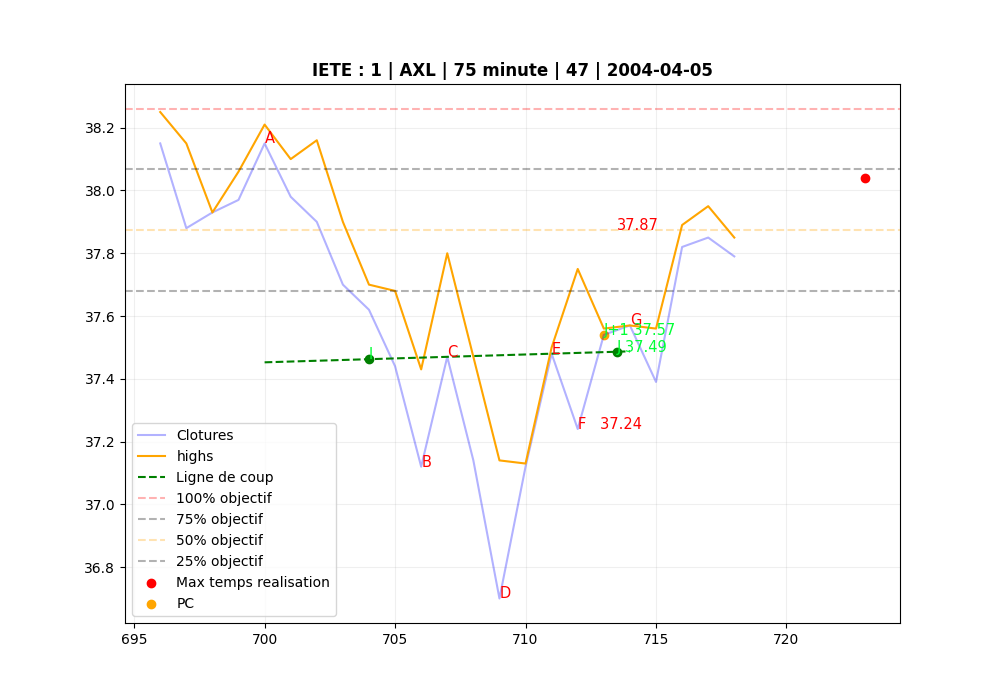 IETE : 1 | AXL | 75 minute | 47 | 2004-04-05
38.2
38.0
37.8
37.6
37.4
37.2
37.0
36.8
A
37.87
G
J+1 37.57
J 37.49
J
C
E
F 37.24
B
D
Clotures
highs
Ligne de coup
100% objectif
75% objectif
50% objectif
25% objectif
Max temps realisation
PC
695
700
705
710
715
720